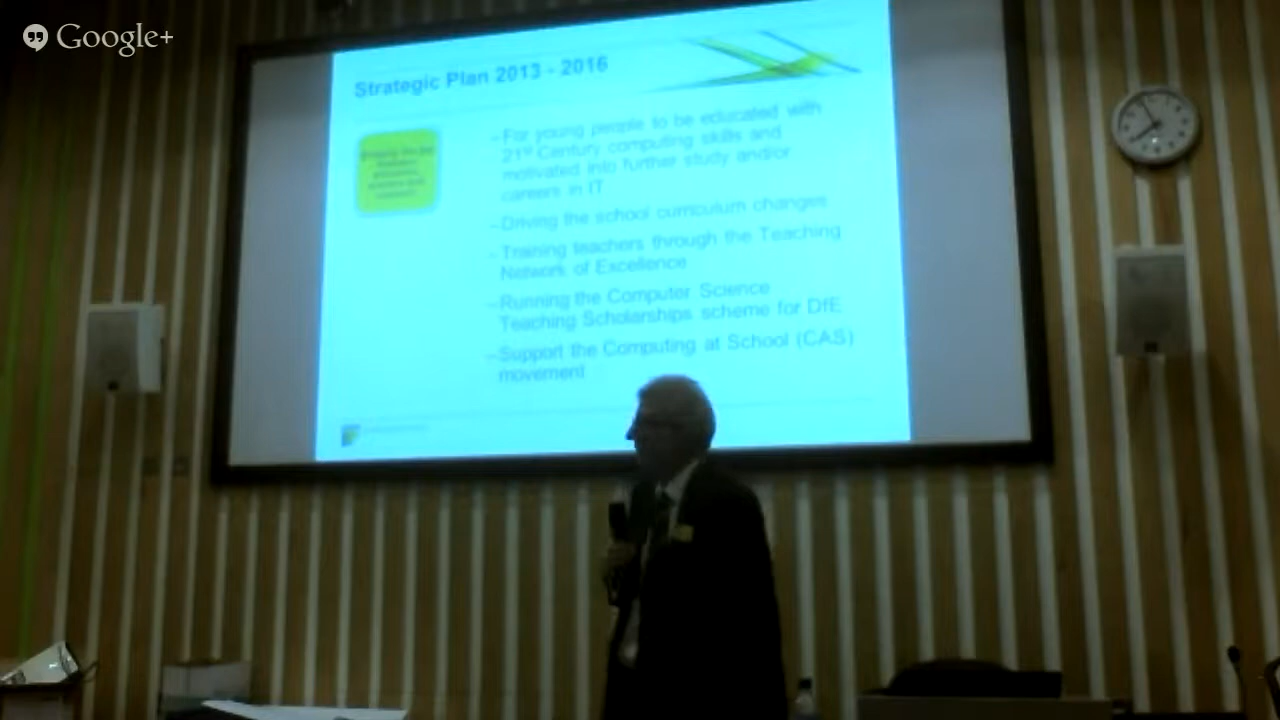 Google+
Strategic Plan 2013 - 2016
- For young people to be educated with
21st Century computing skills and
motivated into further study and/or
careers in IT
- Driving the school curriculum changes
- Training teachers through the Teaching
Network of Excellence
- Running the Computer Science
Teaching Scholarships scheme for DfE
- Support the Computing at School (CAS)
movement